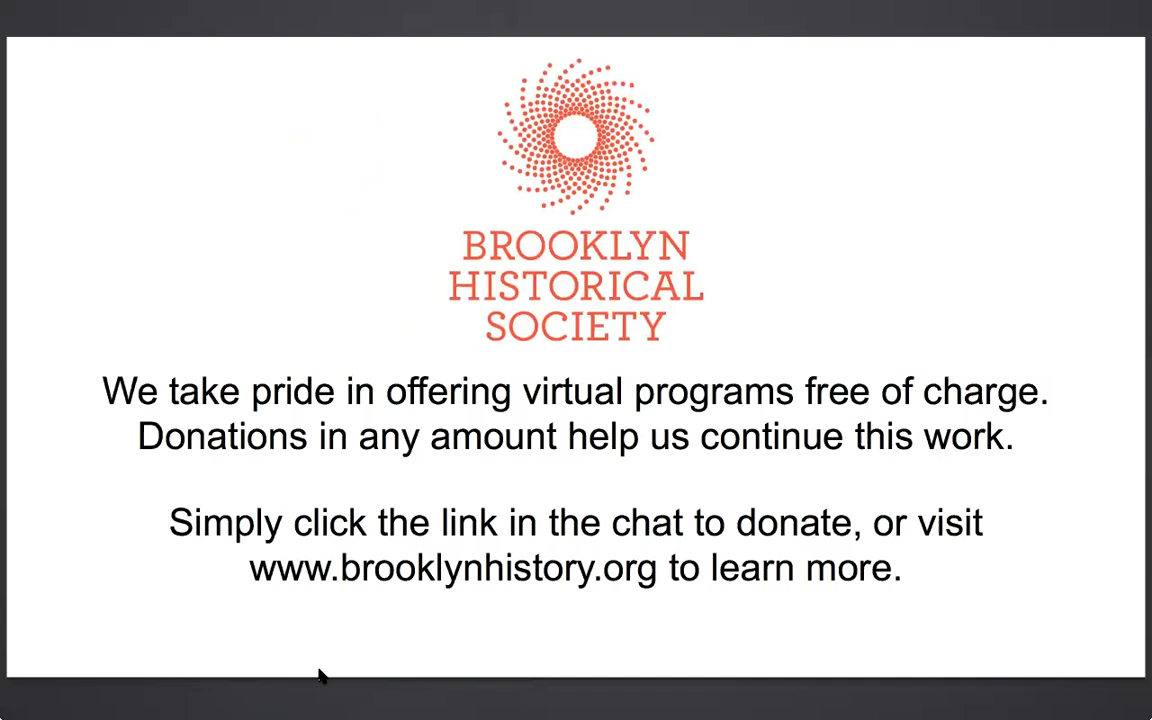 BROOKLYN
HISTORICAL
SOCIETY
We take pride in offering virtual programs free of charge.
Donations in any amount help us continue this work.
Simply click the link in the chat to donate, or visit
www.brooklynhistory.org to learn more.